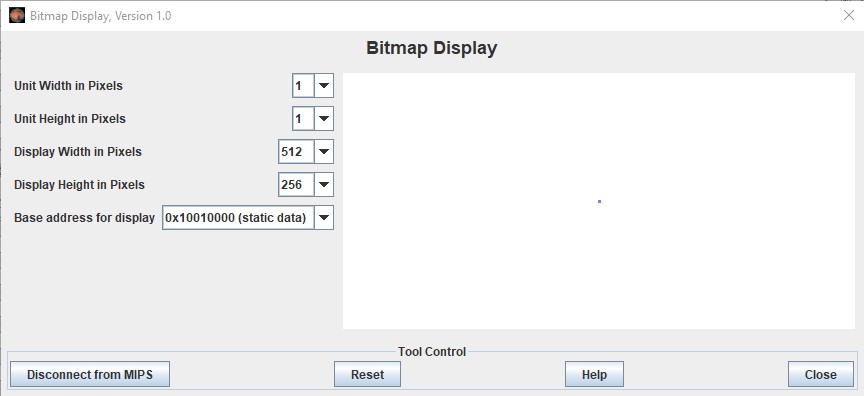 Bitmap Display, Version 1.0
Bitmap Display
Unit Width in Pixels 1
Unit Height in Pixels 1
Display Width in Pixels 512
Display Height in Pixels 256
Base address for display 0x10010000 (static data)
Tool Control
Disconnect from MIPS Reset Help Close